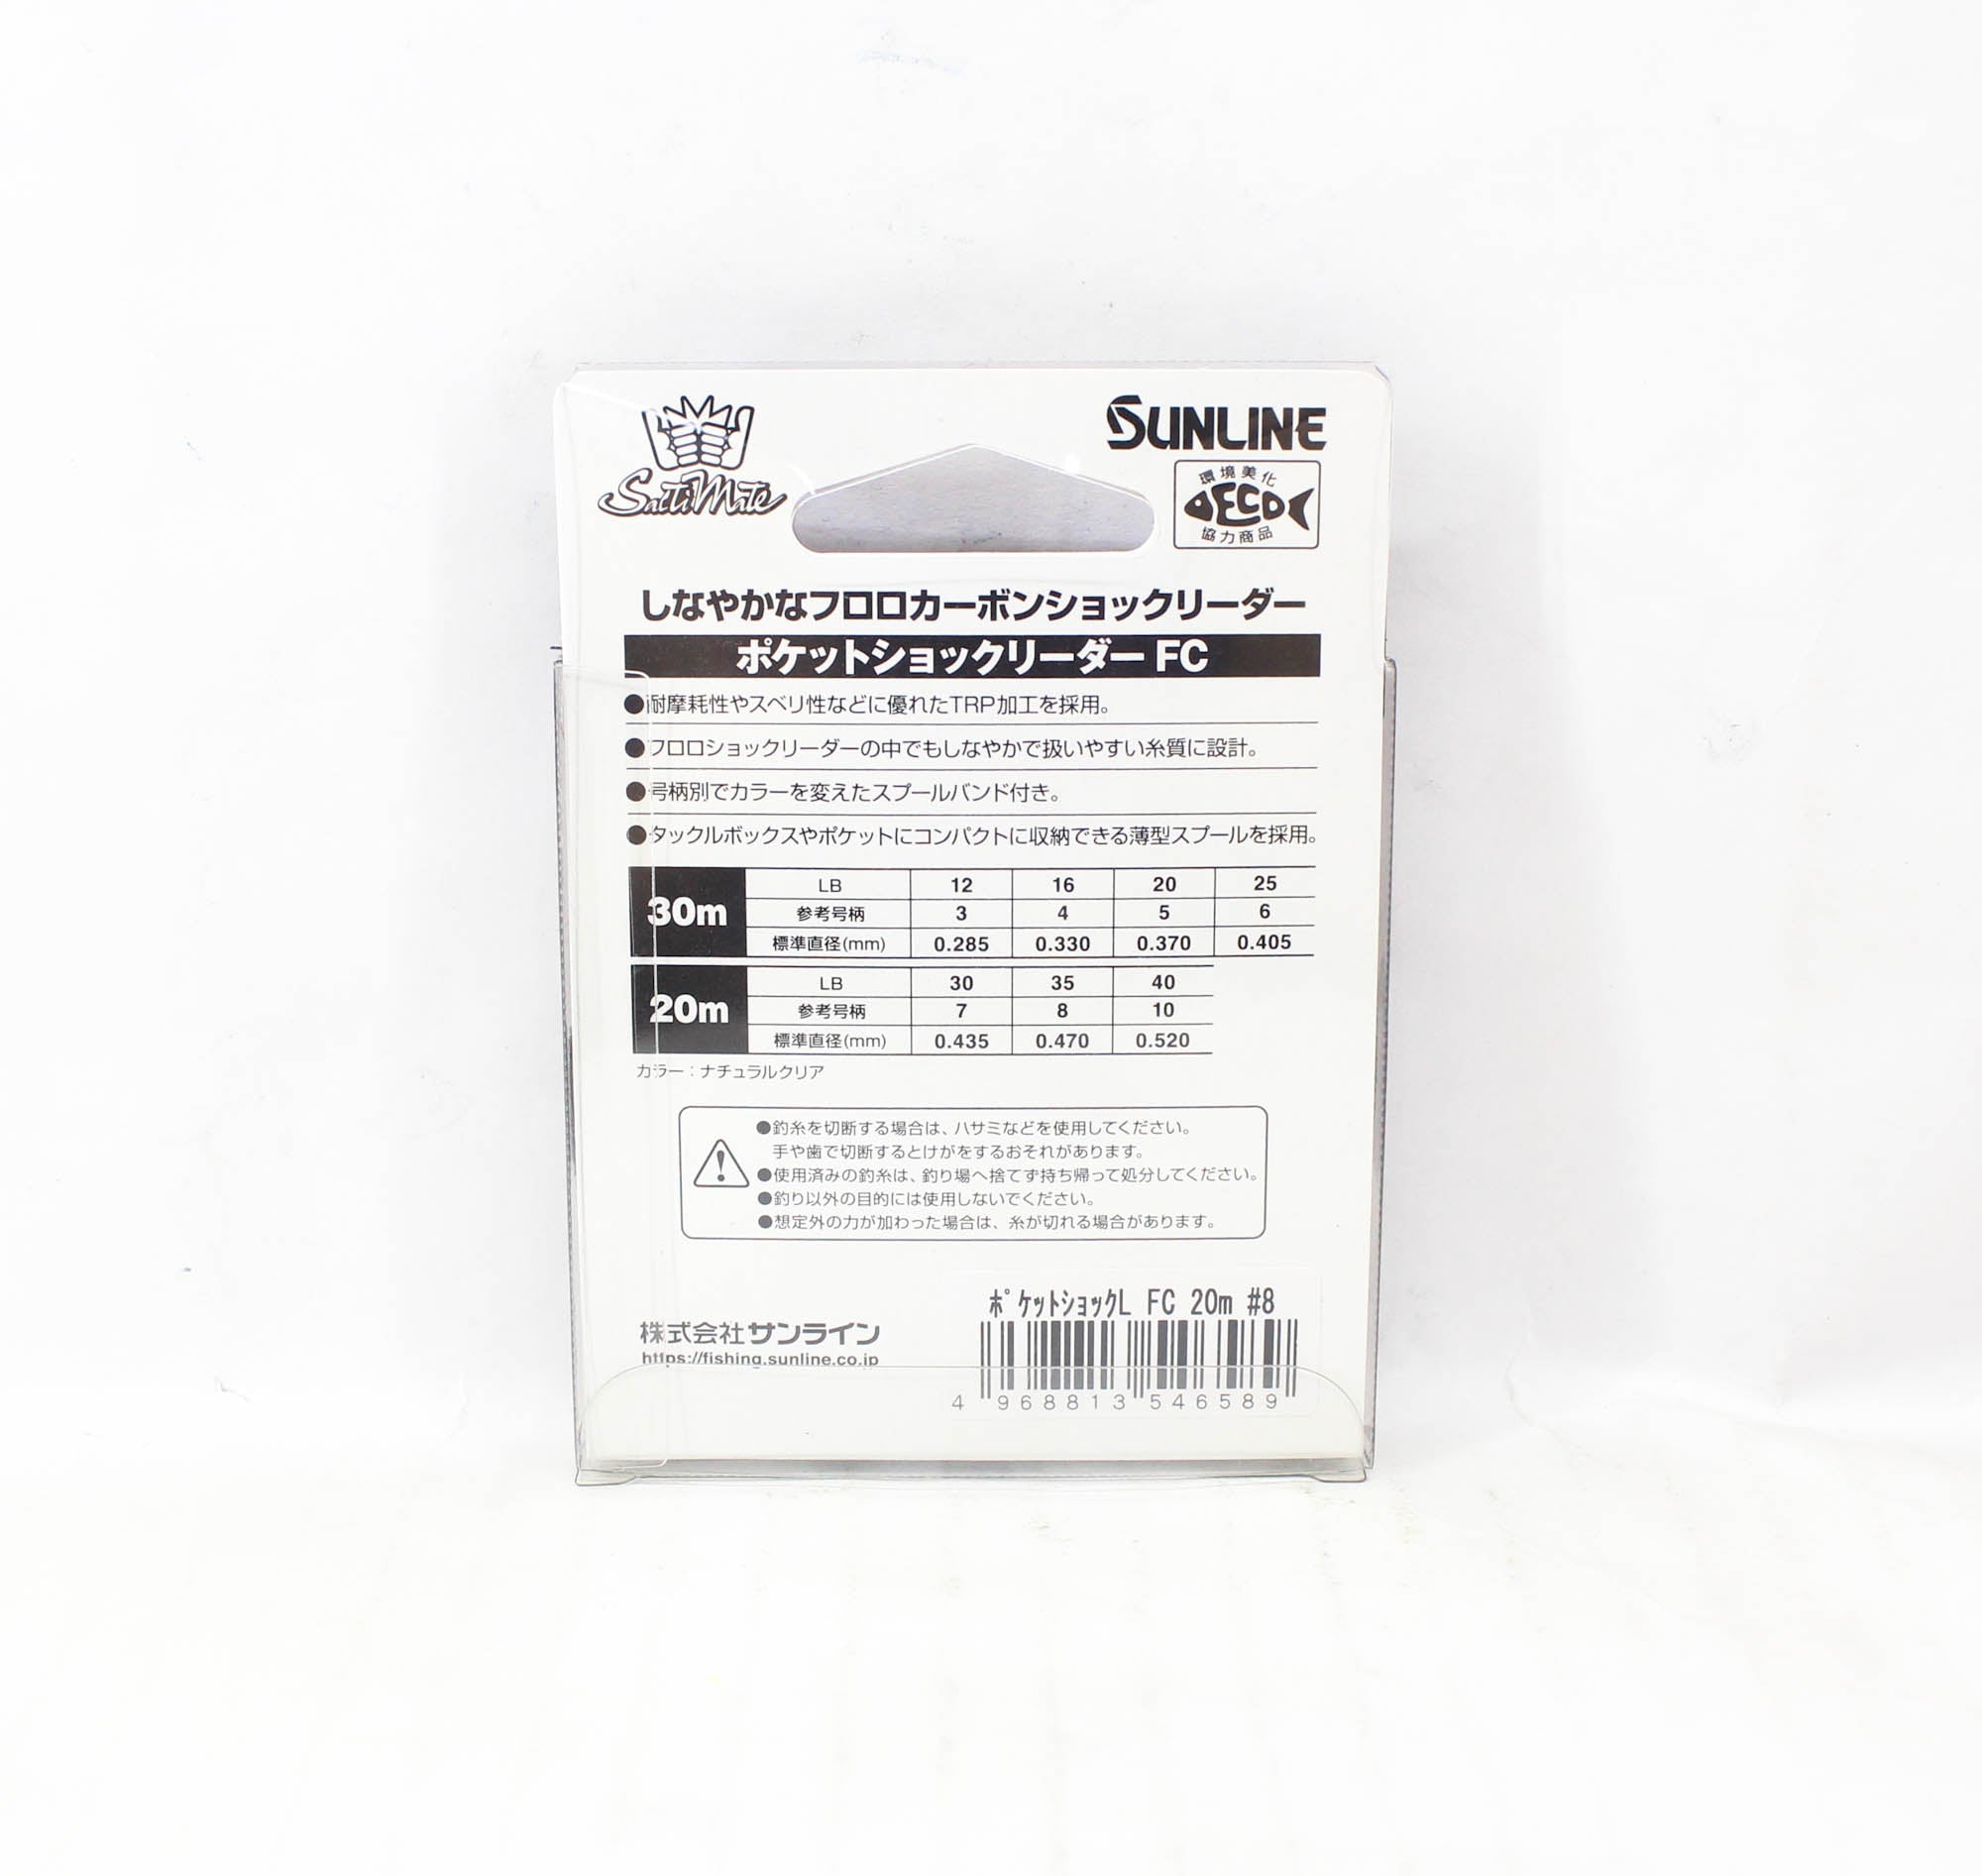 SaltiMate
SUNLINE
環境美化
ECO
協力商品
しなやかなフロロカーボンショックリーダー
ポケットショックリーダー FC
●耐摩耗性やスベリ性などに優れたTRP加工を採用。
●フロロショックリーダーの中でもしなやかで扱いやすい糸質に設計。
●号柄別でカラーを変えたスプールバンド付き。
●タックルボックスやポケットにコンパクトに収納できる薄型スプールを採用。
30m
LB 12 16 20 25
参考号柄 3 4 5 6
標準直径(mm) 0.285 0.330 0.370 0.405
20m
LB 30 35 40
参考号柄 7 8 10
標準直径(mm) 0.435 0.470 0.520
カラー：ナチュラルクリア
●釣糸を切断する場合は、ハサミなどを使用してください。
手や歯で切断するとけがをするおそれがあります。
●使用済みの釣糸は、釣り場へ捨てず持ち帰って処分してください。
●釣り以外の目的には使用しないでください。
●想定外の力が加わった場合は、糸が切れる場合があります。
株式会社サンライン
https://fishing.sunline.co.jp
ﾎﾟｹｯﾄｼｮｯｸL FC 20m #8
4 968813 546589